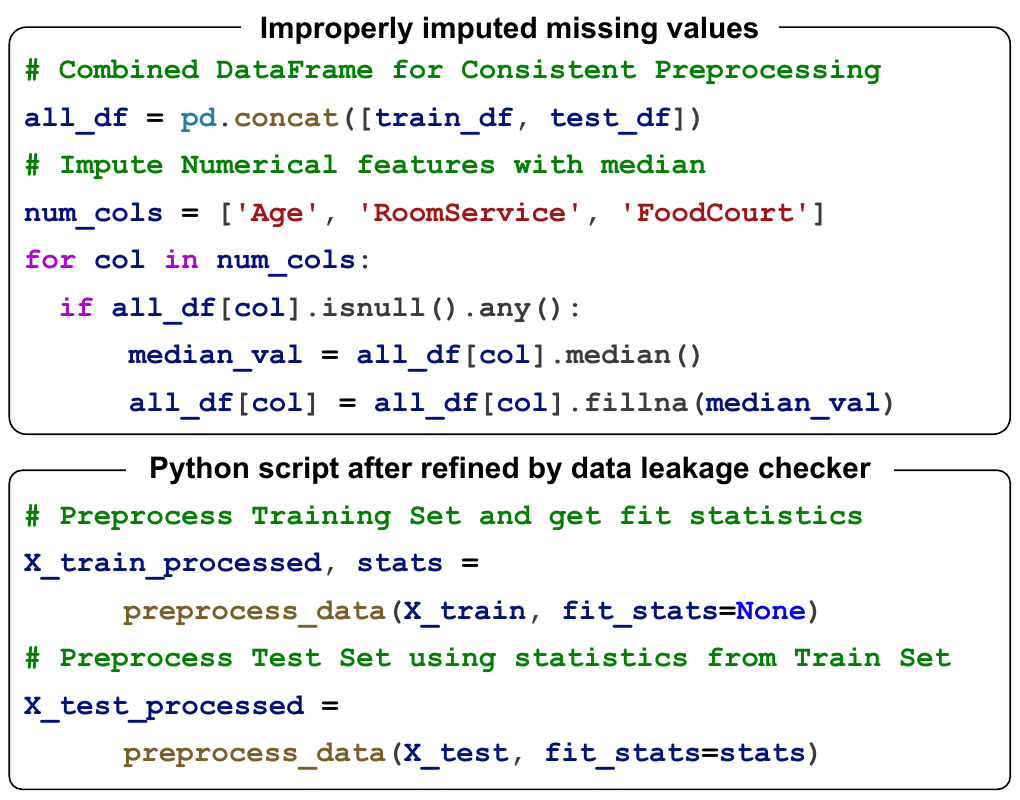 Improperly imputed missing values
# Combined DataFrame for Consistent Preprocessing
all_df = pd.concat([train_df, test_df])
# Impute Numerical features with median
num_cols = ['Age', 'RoomService', 'FoodCourt']
for col in num_cols:
  if all_df[col].isnull().any():
      median_val = all_df[col].median()
      all_df[col] = all_df[col].fillna(median_val)
Python script after refined by data leakage checker
# Preprocess Training Set and get fit statistics
X_train_processed, stats =
      preprocess_data(X_train, fit_stats=None)
# Preprocess Test Set using statistics from Train Set
X_test_processed =
      preprocess_data(X_test, fit_stats=stats)